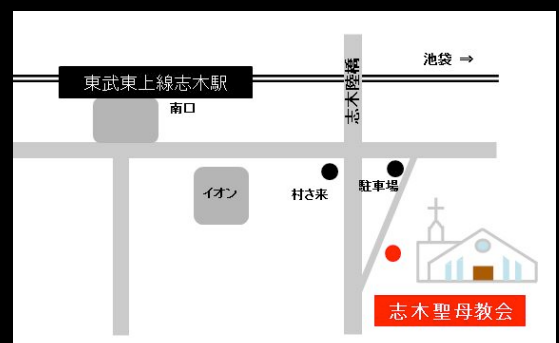 池袋 ⇒
東武東上線志木駅
南口
志木陸橋
イオン
村さ来
駐車場
志木聖母教会